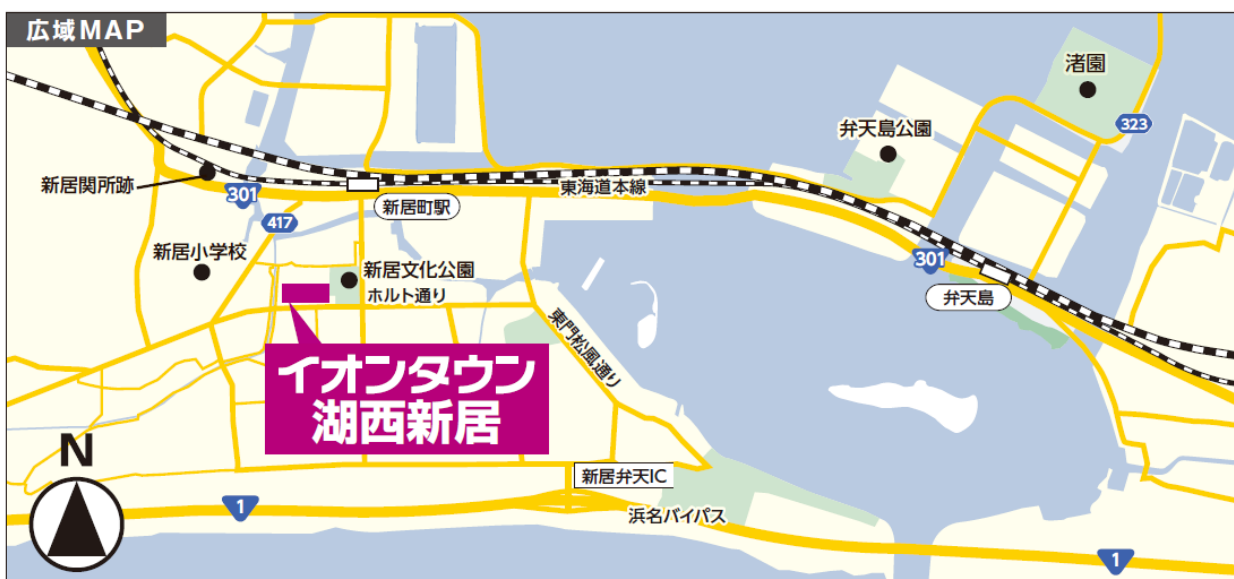 広域MAP
渚園
323
弁天島公園
新居関所跡
301
東海道本線
新居町駅
417
新居小学校
新居文化公園
ホルト通り
301
弁天島
東門松風通り
イオンタウン
湖西新居
N
新居弁天IC
1
浜名バイパス
1